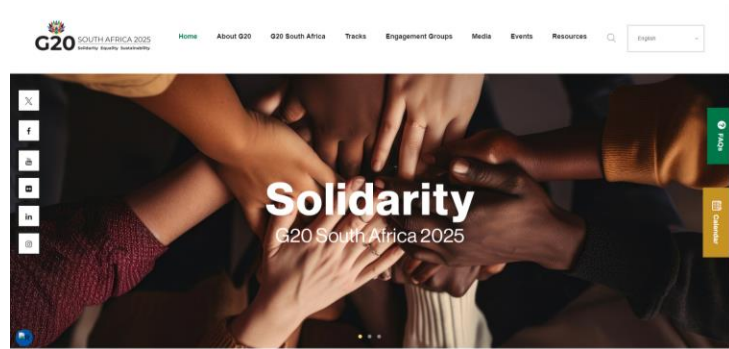 G20 SOUTH AFRICA 2025
Solidarity Equality Sustainability
Home About G20 G20 South Africa Tracks Engagement Groups Media Events Resources English
FAQs
Calendar
Solidarity
G20 South Africa 2025